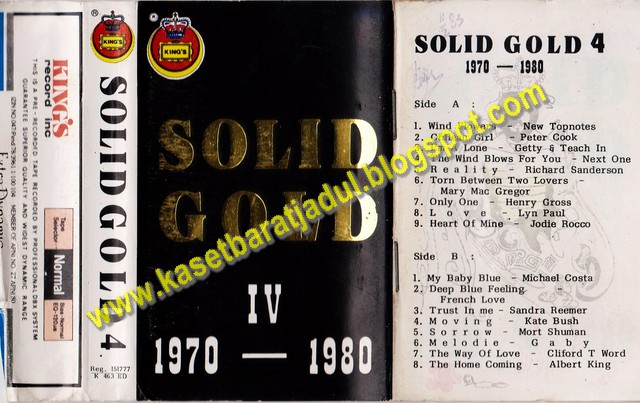 KING'S
record inc
THIS IS A PRE - RECORDED TAPE RECORDED BY PROFESSIONAL DBX SYSTEM
GUARANTEE SUPERIOR QUALITY AND WIDEST DYNAMIC RANGE
Tape
Selector
Normal
®
KING'S
SOLID GOLD 4
Reg. 151777
K 463 ED
®
KING'S
SOLID
GOLD
IV
1970 — 1980
SOLID GOLD 4
1970 — 1980
Side A :
1. Wind - New Topnotes
2. Girl - Peter Cook
Lone - Getty & Teach In
The Wind Blows For You - Next One
Reality - Richard Sanderson
6. Torn Between Two Lovers -
Mary Mac Gregor
7. Only One - Henry Gross
8. Love - Lyn Paul
9. Heart Of Mine - Jodie Rocco
Side B :
1. My Baby Blue - Michael Costa
2. Deep Blue Feeling -
French Love
3. Trust In me - Sandra Reemer
4. Moving - Kate Bush
5. Sorrow - Mort Shuman
6. Melodie - Gaby
7. The Way Of Love - Cliford T Word
8. The Home Coming - Albert King
www.kasetbaratjadul.blogspot.com